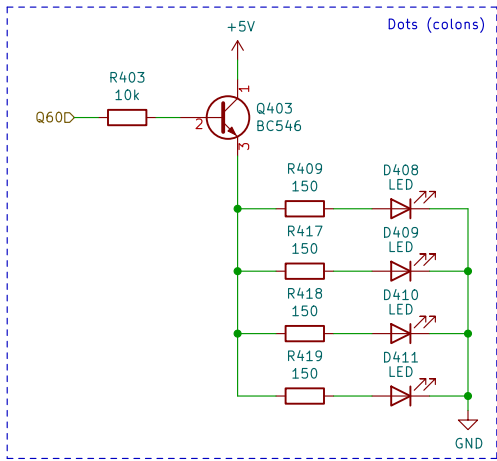 Dots (colons)
+5V
R403
10k
Q60
1
2
3
Q403
BC546
R409
150
D408
LED
R417
150
D409
LED
R418
150
D410
LED
R419
150
D411
LED
GND